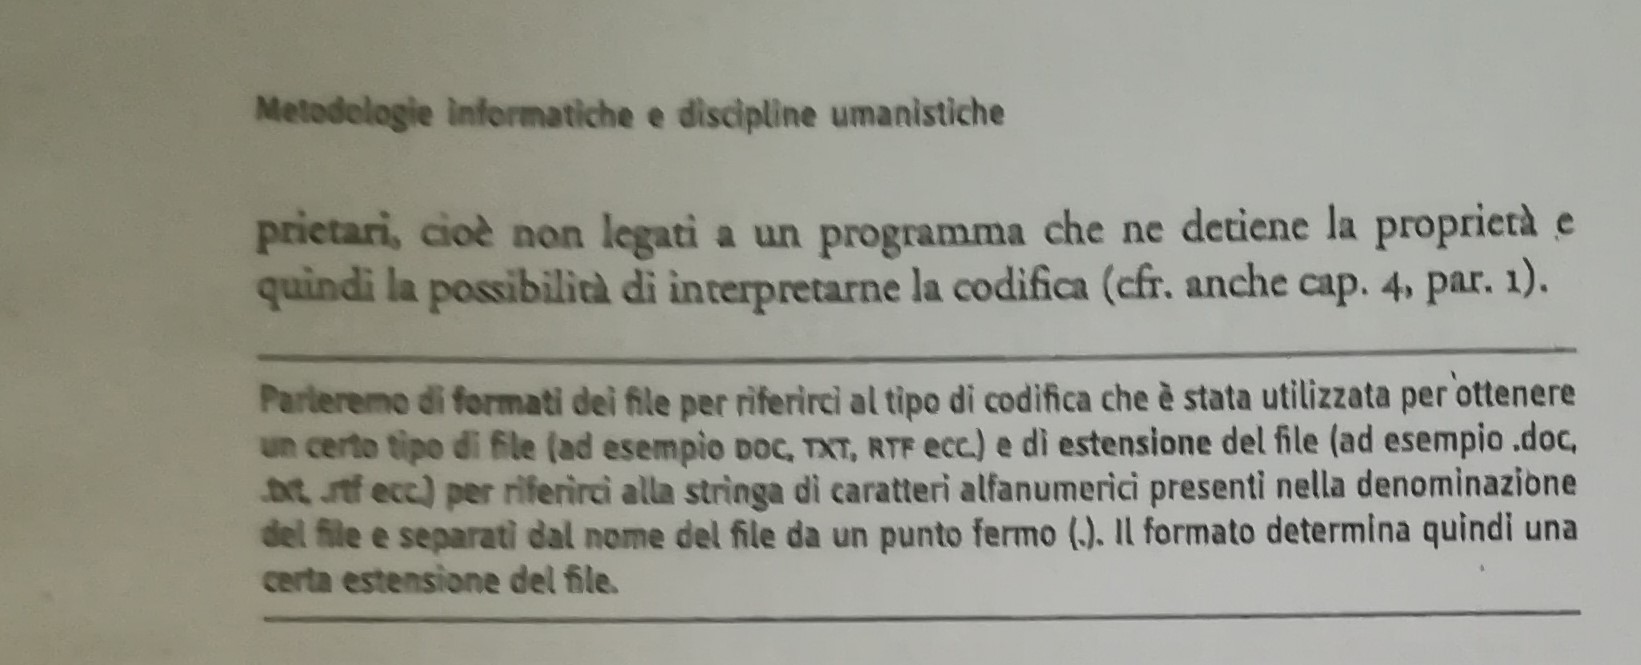 Metodologie informatiche e discipline umanistiche
prietari, cioè non legati a un programma che ne detiene la proprietà e
quindi la possibilità di interpretarne la codifica (cfr. anche cap. 4, par. 1).
Parleremo di formati dei file per riferirci al tipo di codifica che è stata utilizzata per ottenere
un certo tipo di file (ad esempio DOC, TXT, RTF ecc.) e di estensione del file (ad esempio .doc,
.txt, .rtf ecc.) per riferirci alla stringa di caratteri alfanumerici presenti nella denominazione
del file e separati dal nome del file da un punto fermo (.). Il formato determina quindi una
certa estensione del file.